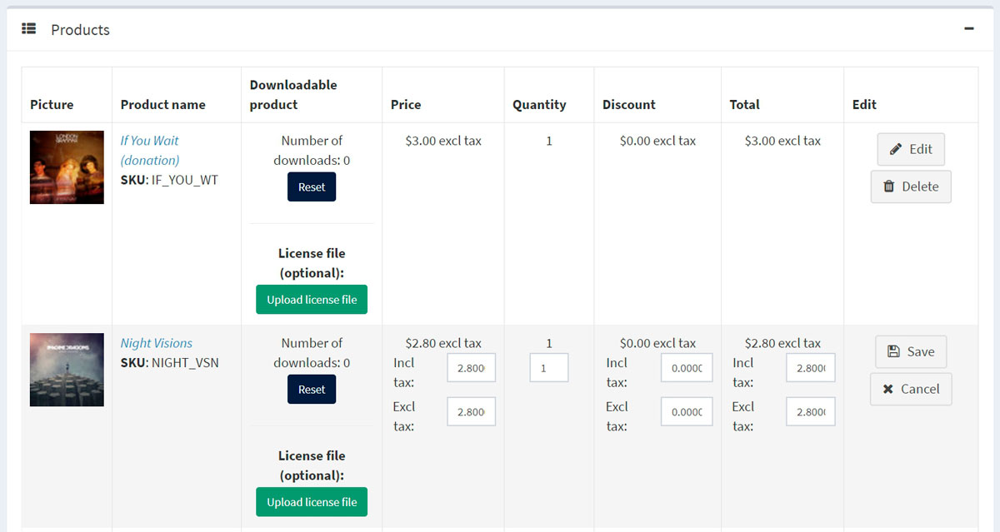 Products
Downloadable
Picture Product name product Price Quantity Discount Total Edit
LONDON
GRAMMAR
If You Wait
(donation)
SKU: IF_YOU_WT
Number of
downloads: 0
Reset
License file
(optional):
Upload license file
$3.00 excl tax
1
$0.00 excl tax
$3.00 excl tax
Edit
Delete
IMAGINE DRAGONS
Night Visions
SKU: NIGHT_VSN
Number of
downloads: 0
Reset
License file
(optional):
Upload license file
$2.80 excl tax
Incl 2.800
tax:
Excl 2.800
tax:
1
1
$0.00 excl tax
Incl 0.000
tax:
Excl 0.000
tax:
$2.80 excl tax
Incl 2.800
tax:
Excl 2.800
tax:
Save
Cancel